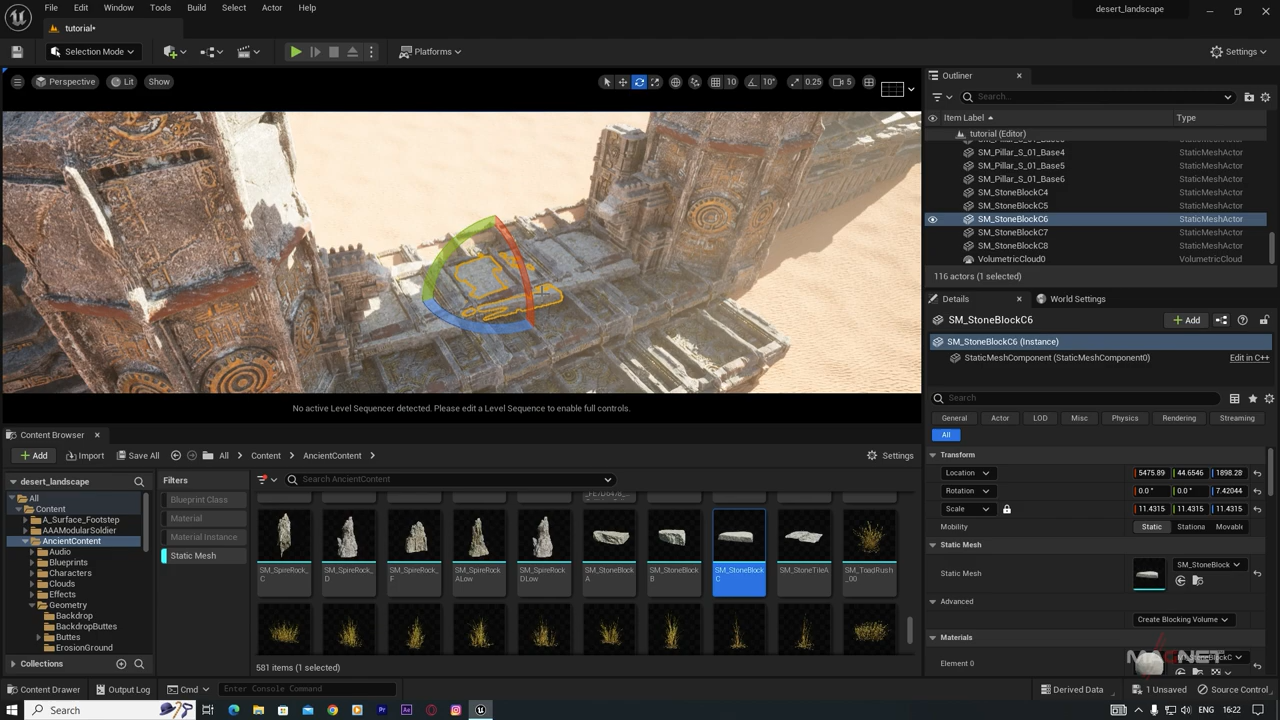 File Edit Window Tools Build Select Actor Help
desert_landscape
tutorial*
Selection Mode
Platforms
Settings
Perspective Lit Show
10 10° 0.25 5
No active Level Sequencer detected. Please edit a Level Sequence to enable full controls.
Outliner
Search...
Item Label Type
tutorial (Editor)
SM_Pillar_S_01_Base4 StaticMeshActor
SM_Pillar_S_01_Base5 StaticMeshActor
SM_Pillar_S_01_Base6 StaticMeshActor
SM_StoneBlockC4 StaticMeshActor
SM_StoneBlockC5 StaticMeshActor
SM_StoneBlockC6 StaticMeshActor
SM_StoneBlockC7 StaticMeshActor
SM_StoneBlockC8 StaticMeshActor
VolumetricCloud0 VolumetricCloud
116 actors (1 selected)
Details World Settings
SM_StoneBlockC6 Add
SM_StoneBlockC6 (Instance)
StaticMeshComponent (StaticMeshComponent0) Edit in C++
Search
General Actor LOD Misc Physics Rendering Streaming
All
Transform
Location 5475.89 44.6546 1898.28
Rotation 0.0 ° 0.0 ° 7.42044
Scale 11.4315 11.4315 11.4315
Mobility Static Stationa Movable
Static Mesh
Static Mesh SM_StoneBlock
Advanced
Create Blocking Volume
Materials
Element 0
Content Browser
Add Import Save All All Content AncientContent Settings
desert_landscape
All
Content
A_Surface_Footstep
AAAModularSoldier
AncientContent
Audio
Blueprints
Characters
Clouds
Effects
Geometry
Backdrop
BackdropButtes
Buttes
ErosionGround
Collections
Filters
Blueprint Class
Material
Material Instance
Static Mesh
Search AncientContent
SM_SpireRock_C
SM_SpireRock_D
SM_SpireRock_F
SM_SpireRock_ALow
SM_SpireRock_DLow
SM_StoneBlockA
SM_StoneBlockB
SM_StoneBlockC
SM_StoneTileA
SM_ToadRush_00
581 items (1 selected)
Content Drawer Output Log Cmd Enter Console Command Derived Data 1 Unsaved Source Control
MAGNET
Search
ENG 16:22